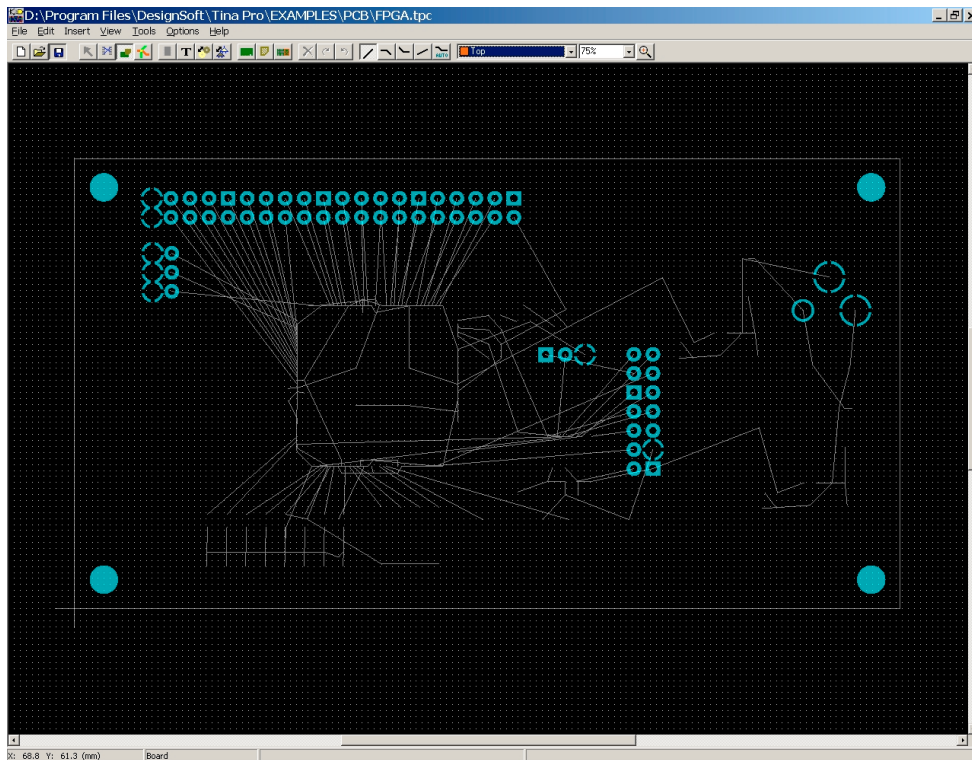 D:\Program Files\DesignSoft\Tina Pro\EXAMPLES\PCB\FPGA.tpc
File Edit Insert View Tools Options Help
T AUTO Top 75%
X: 68.8 Y: 61.3 (mm) Board